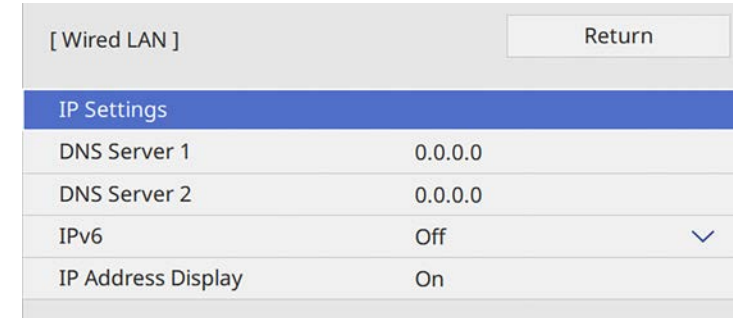 [ Wired LAN ] Return
IP Settings
DNS Server 1 0.0.0.0
DNS Server 2 0.0.0.0
IPv6 Off
IP Address Display On